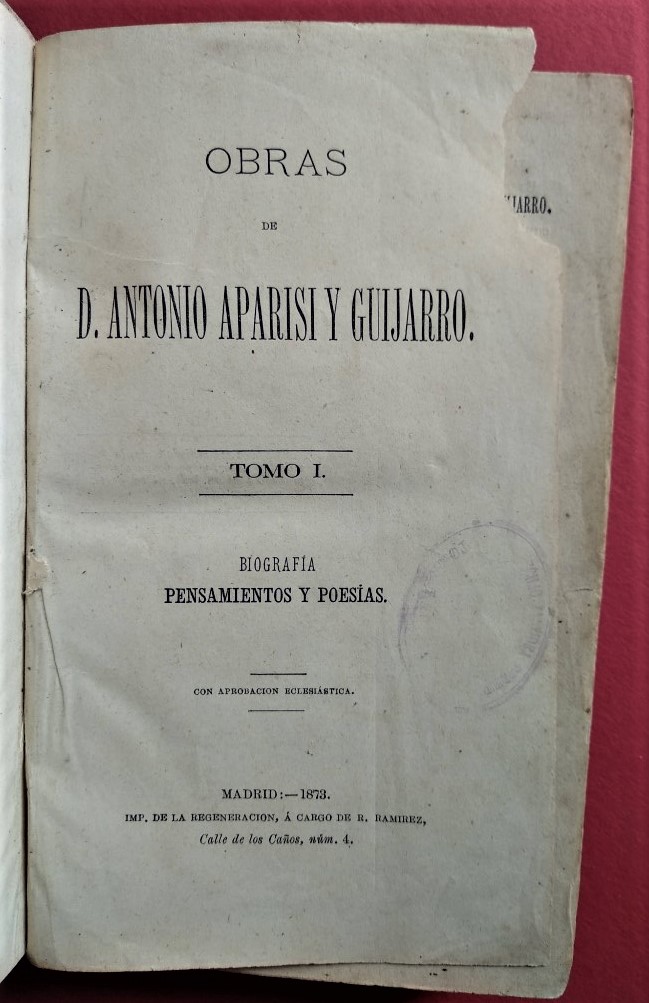 OBRAS
DE
D. ANTONIO APARISI Y GUIJARRO.
TOMO I.
BIOGRAFÍA
PENSAMIENTOS Y POESÍAS.
CON APROBACION ECLESIÁSTICA.
MADRID:—1873.
IMP. DE LA REGENERACION, Á CARGO DE R. RAMIREZ,
Calle de los Caños, núm. 4.